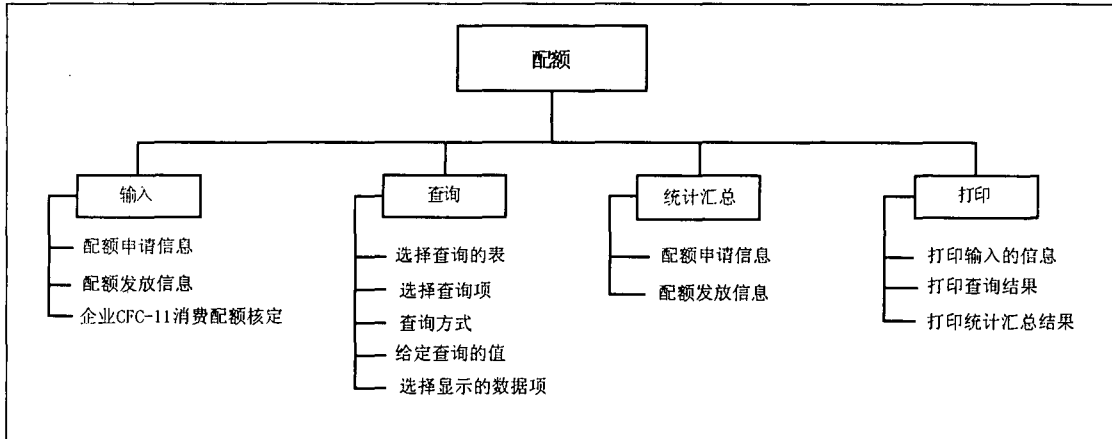 配额
输入
配额申请信息
配额发放信息
企业CFC-11消费配额核定
查询
选择查询的表
选择查询项
查询方式
给定查询的值
选择显示的数据项
统计汇总
配额申请信息
配额发放信息
打印
打印输入的信息
打印查询结果
打印统计汇总结果